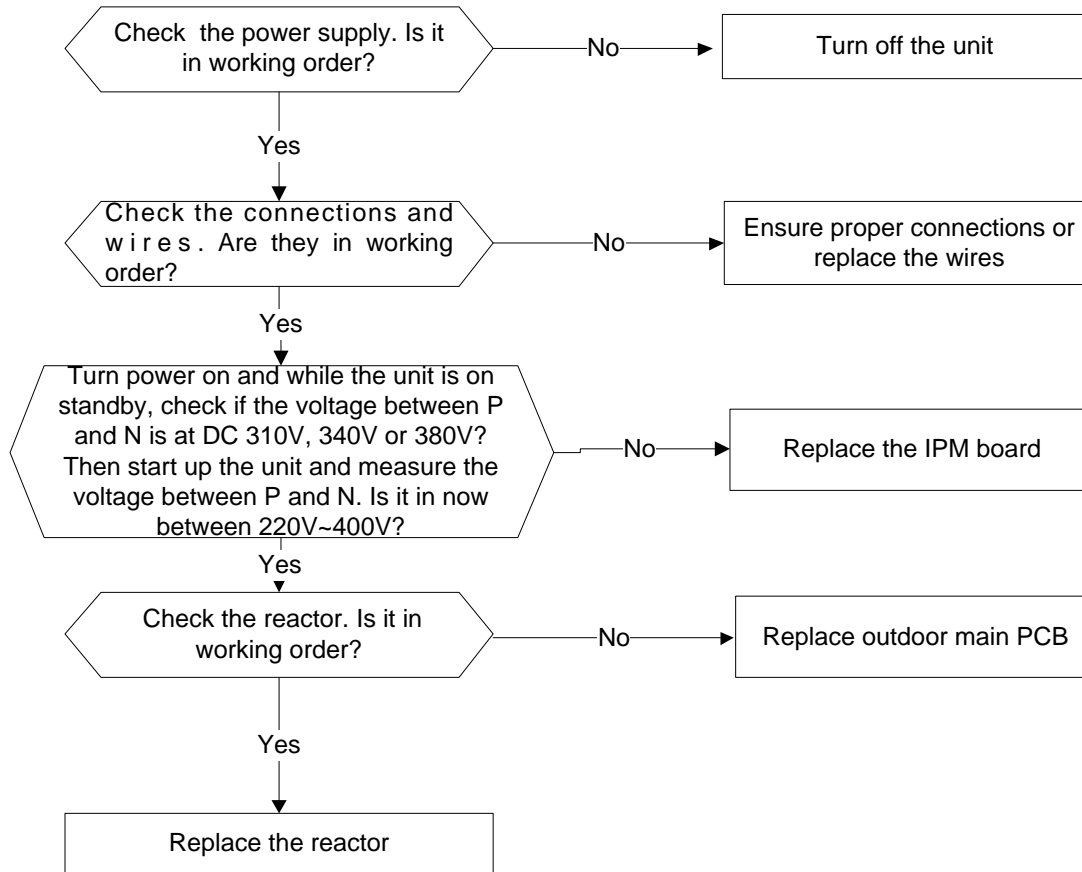 Check the power supply. Is it
in working order?
No
Turn off the unit
Yes
Check the connections and
wires. Are they in working
order?
No
Ensure proper connections or
replace the wires
Yes
Turn power on and while the unit is on
standby, check if the voltage between P
and N is at DC 310V, 340V or 380V?
Then start up the unit and measure the
voltage between P and N. Is it in now
between 220V~400V?
No
Replace the IPM board
Yes
Check the reactor. Is it in
working order?
No
Replace outdoor main PCB
Yes
Replace the reactor